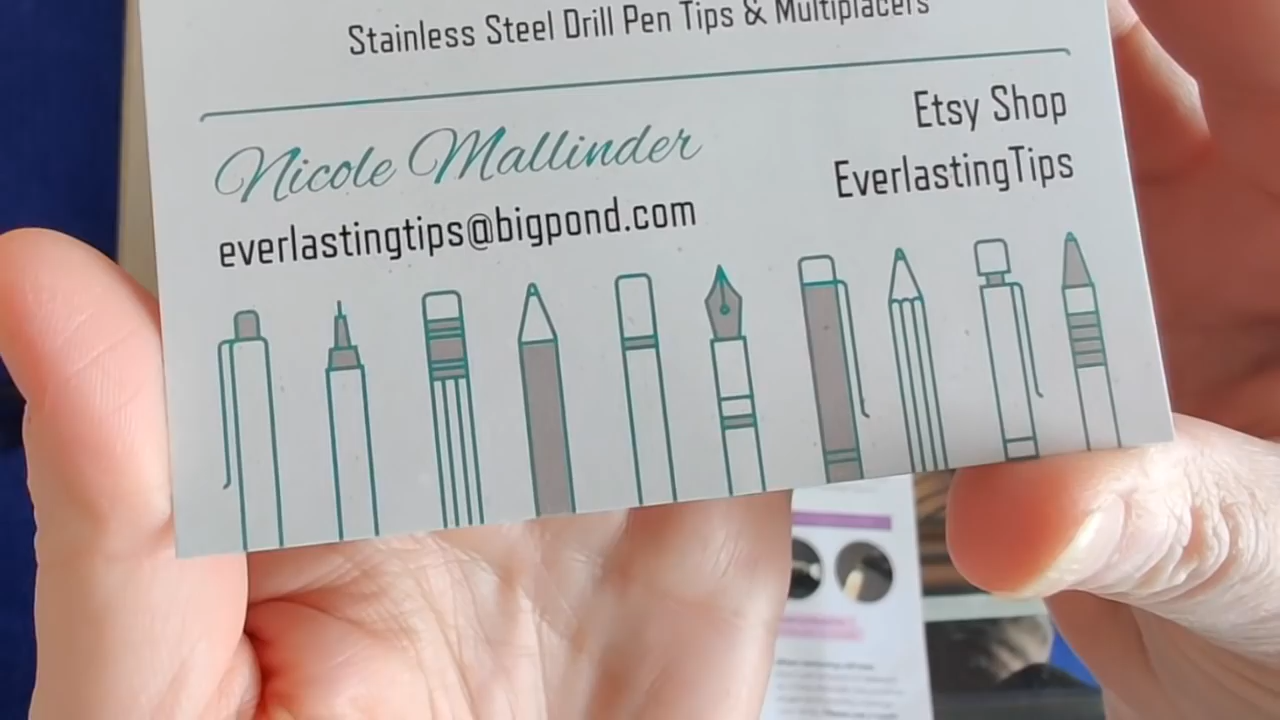 Stainless Steel Drill Pen Tips & Multiplacers
Nicole Mallinder
everlastingtips@bigpond.com
Etsy Shop
EverlastingTips